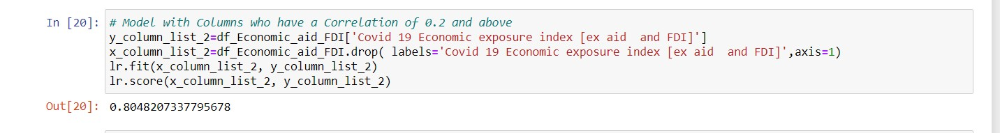 In [20]: # Model with Columns who have a Correlation of 0.2 and above
y_column_list_2=df_Economic_aid_FDI['Covid 19 Economic exposure index [ex aid  and FDI]']
x_column_list_2=df_Economic_aid_FDI.drop( labels='Covid 19 Economic exposure index [ex aid  and FDI]',axis=1)
lr.fit(x_column_list_2, y_column_list_2)
lr.score(x_column_list_2, y_column_list_2)
Out[20]: 0.8048207337795678